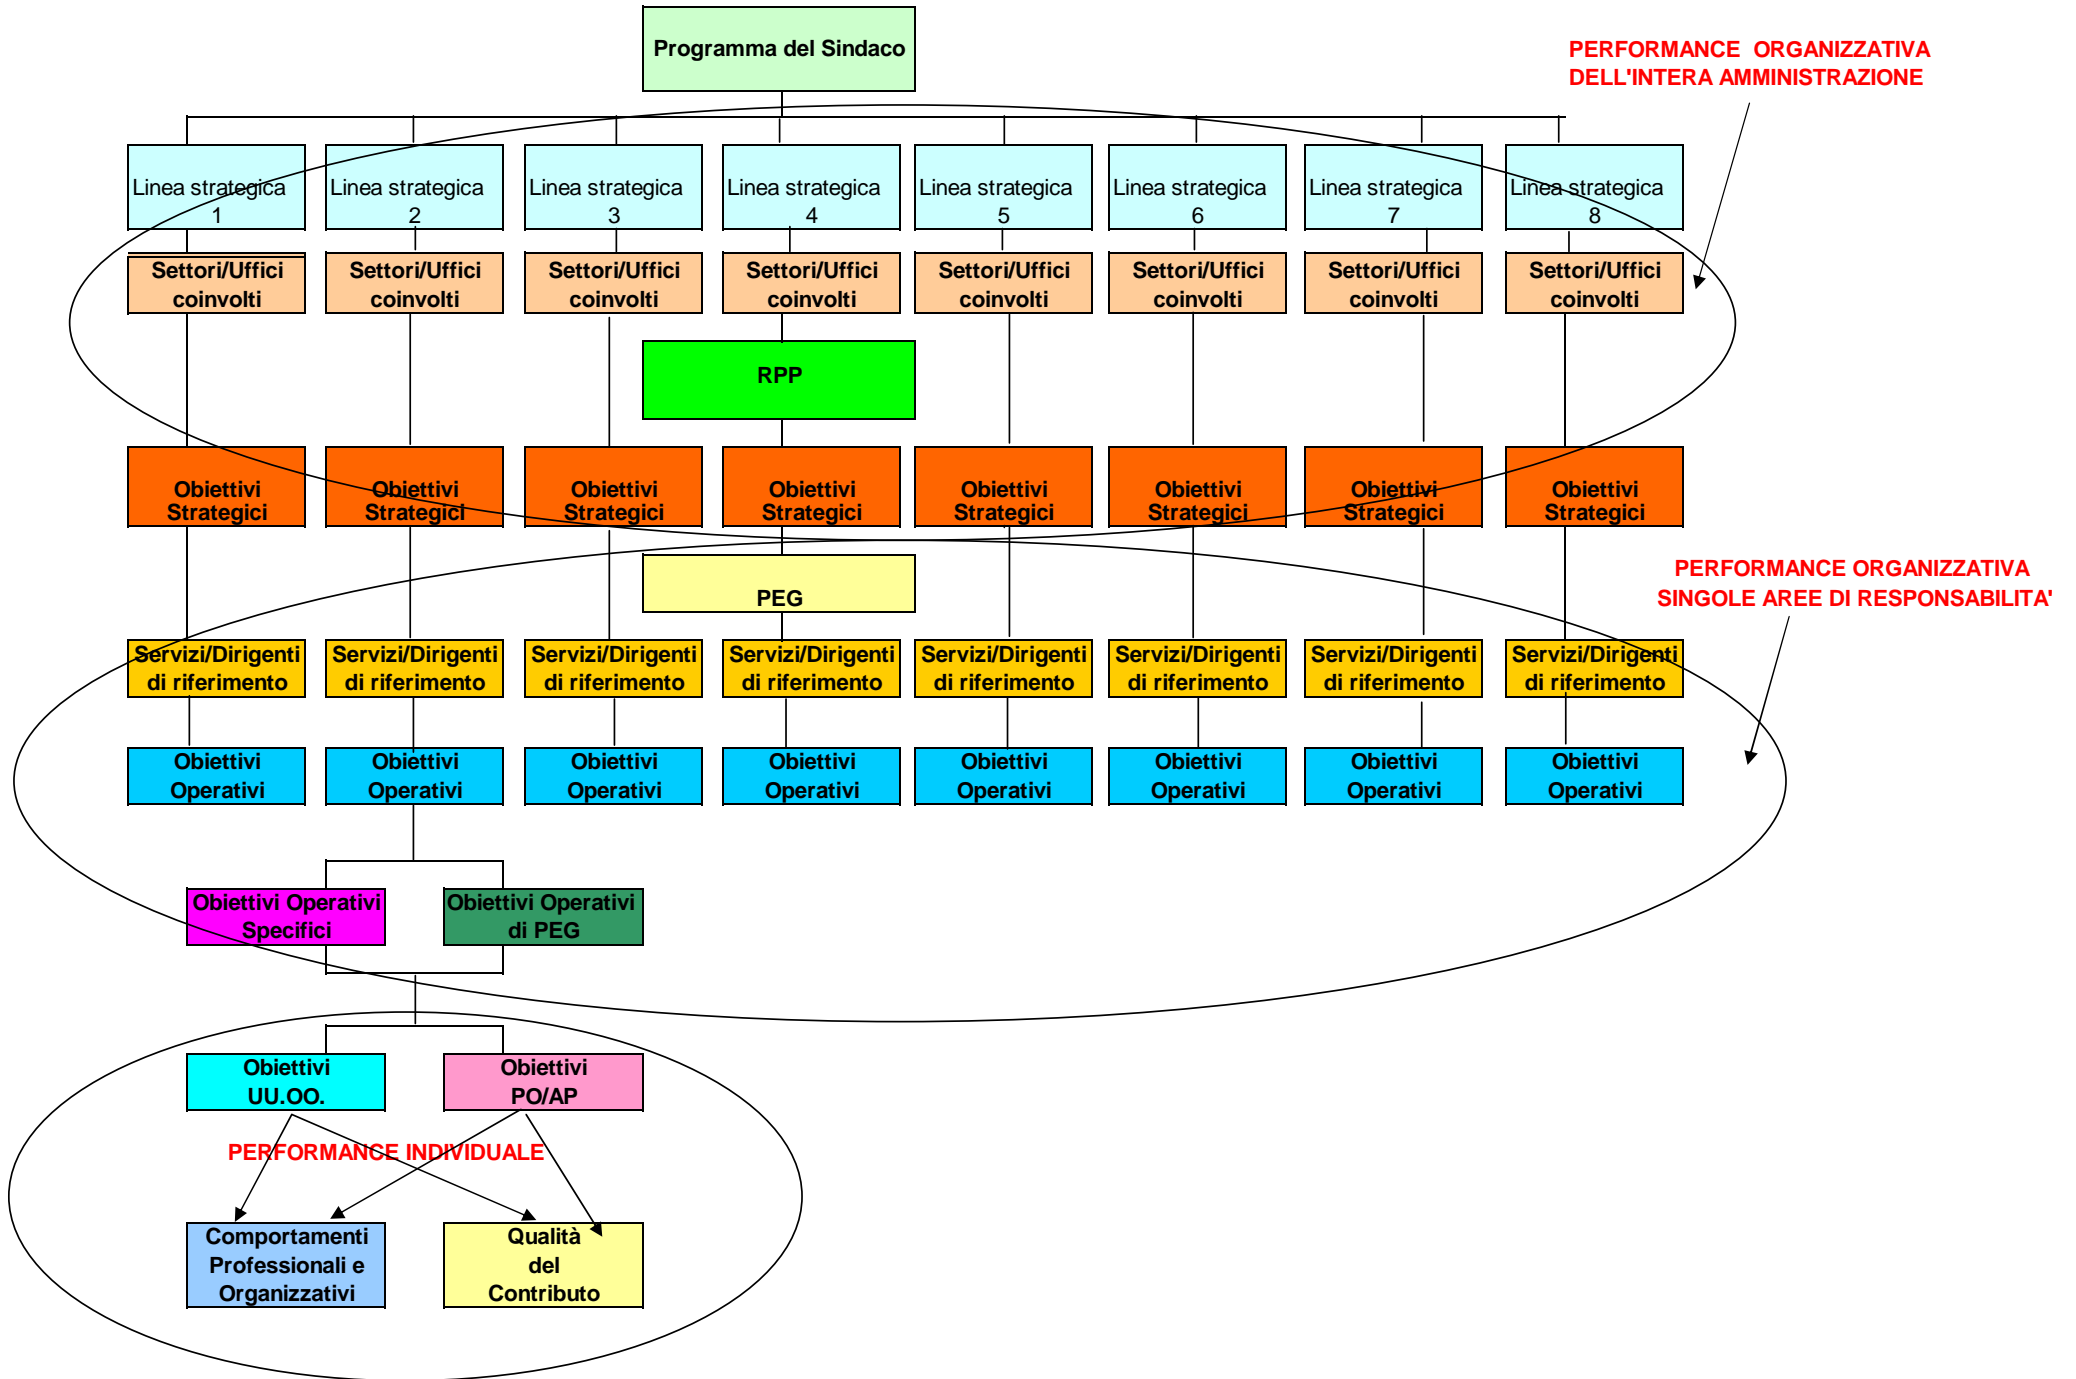 Programma del Sindaco
PERFORMANCE ORGANIZZATIVA
DELL'INTERA AMMINISTRAZIONE
Linea strategica
1
Linea strategica
2
Linea strategica
3
Linea strategica
4
Linea strategica
5
Linea strategica
6
Linea strategica
7
Linea strategica
8
Settori/Uffici
coinvolti
Settori/Uffici
coinvolti
Settori/Uffici
coinvolti
Settori/Uffici
coinvolti
Settori/Uffici
coinvolti
Settori/Uffici
coinvolti
Settori/Uffici
coinvolti
Settori/Uffici
coinvolti
RPP
Obiettivi
Strategici
Obiettivi
Strategici
Obiettivi
Strategici
Obiettivi
Strategici
Obiettivi
Strategici
Obiettivi
Strategici
Obiettivi
Strategici
Obiettivi
Strategici
PEG
PERFORMANCE ORGANIZZATIVA
SINGOLE AREE DI RESPONSABILITA'
Servizi/Dirigenti
di riferimento
Servizi/Dirigenti
di riferimento
Servizi/Dirigenti
di riferimento
Servizi/Dirigenti
di riferimento
Servizi/Dirigenti
di riferimento
Servizi/Dirigenti
di riferimento
Servizi/Dirigenti
di riferimento
Servizi/Dirigenti
di riferimento
Obiettivi
Operativi
Obiettivi
Operativi
Obiettivi
Operativi
Obiettivi
Operativi
Obiettivi
Operativi
Obiettivi
Operativi
Obiettivi
Operativi
Obiettivi
Operativi
Obiettivi Operativi
Specifici
Obiettivi Operativi
di PEG
Obiettivi
UU.OO.
Obiettivi
PO/AP
PERFORMANCE INDIVIDUALE
Comportamenti
Professionali e
Organizzativi
Qualità
del
Contributo